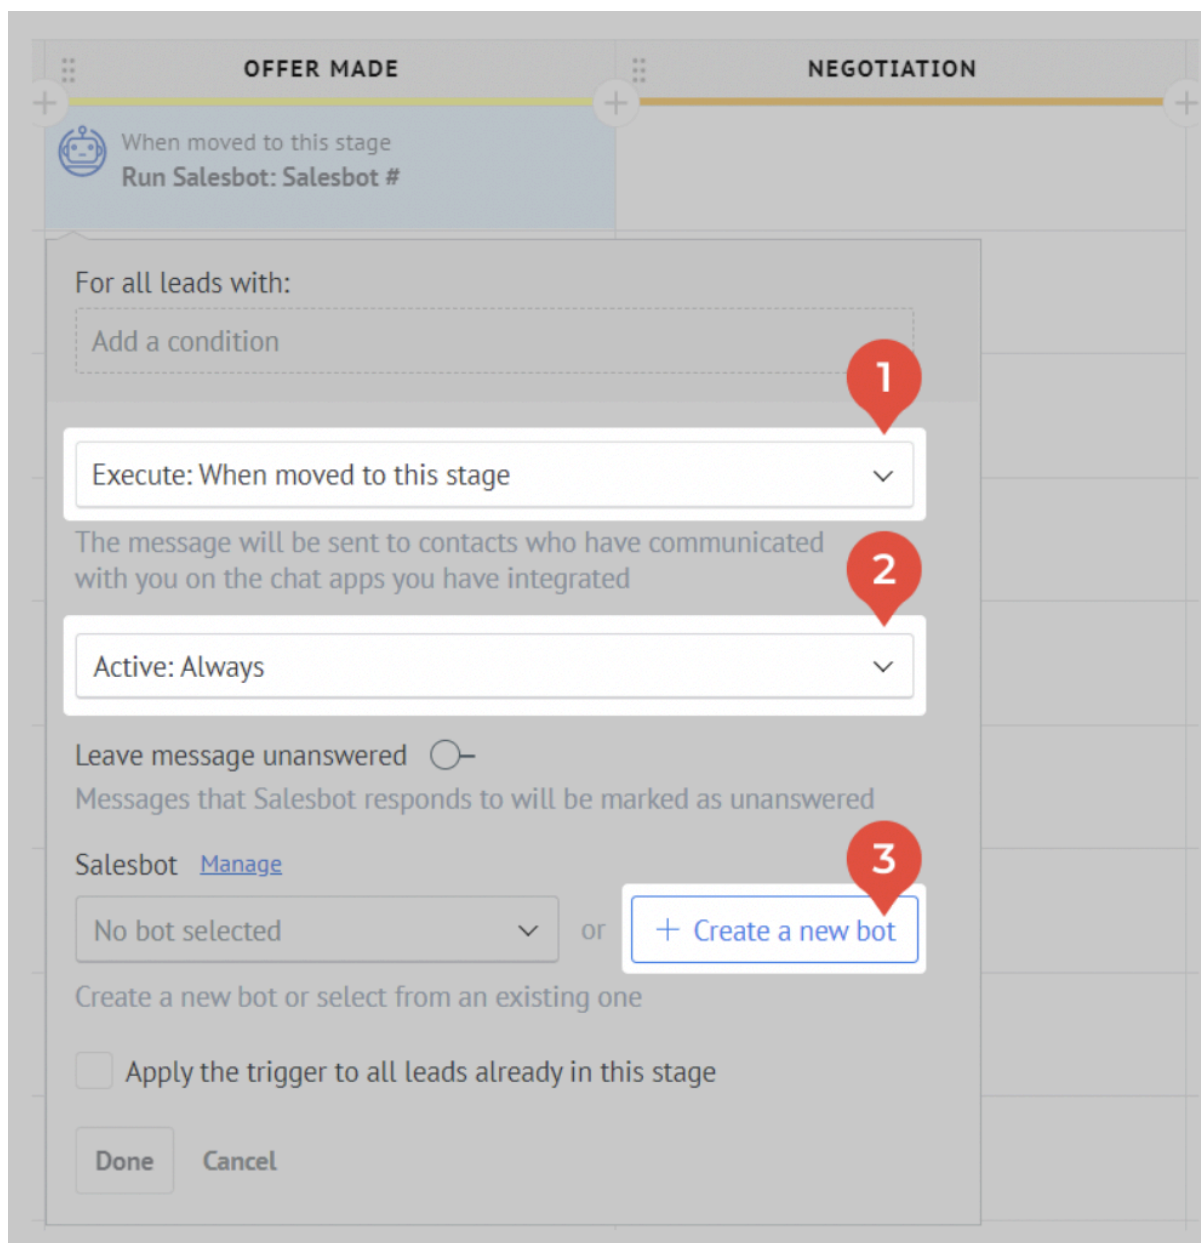 OFFER MADE
NEGOTIATION
When moved to this stage
Run Salesbot: Salesbot #
For all leads with:
Add a condition
1
Execute: When moved to this stage
The message will be sent to contacts who have communicated
with you on the chat apps you have integrated
2
Active: Always
Leave message unanswered
Messages that Salesbot responds to will be marked as unanswered
Salesbot Manage
3
No bot selected or + Create a new bot
Create a new bot or select from an existing one
Apply the trigger to all leads already in this stage
Done Cancel